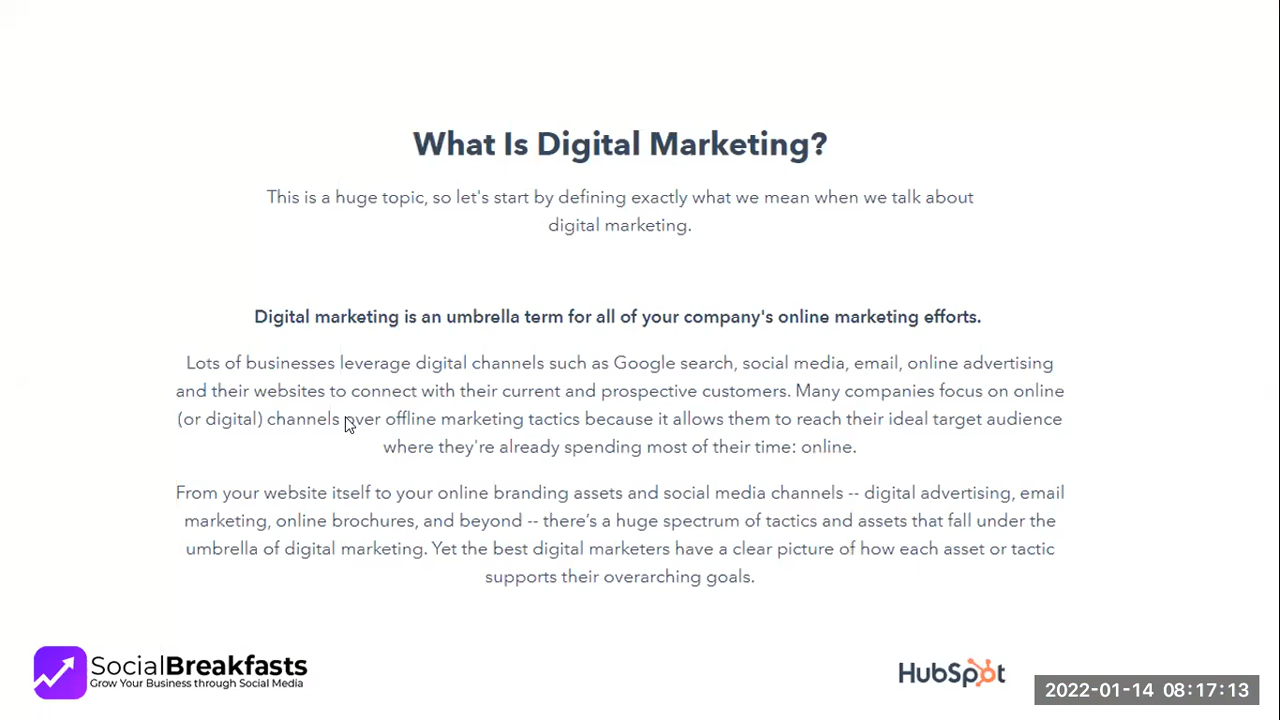 What Is Digital Marketing?
This is a huge topic, so let's start by defining exactly what we mean when we talk about
digital marketing.
Digital marketing is an umbrella term for all of your company's online marketing efforts.
Lots of businesses leverage digital channels such as Google search, social media, email, online advertising
and their websites to connect with their current and prospective customers. Many companies focus on online
(or digital) channels over offline marketing tactics because it allows them to reach their ideal target audience
where they're already spending most of their time: online.
From your website itself to your online branding assets and social media channels -- digital advertising, email
marketing, online brochures, and beyond -- there's a huge spectrum of tactics and assets that fall under the
umbrella of digital marketing. Yet the best digital marketers have a clear picture of how each asset or tactic
supports their overarching goals.
SocialBreakfasts
Grow Your Business through Social Media
HubSpot
2022-01-14 08:17:13